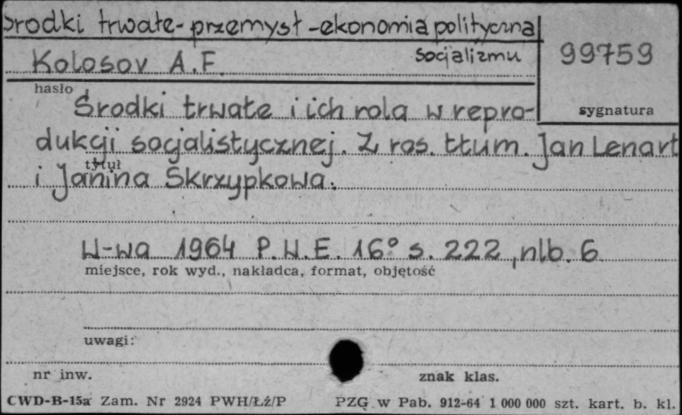 Środki trwałe - przemysł - ekonomia polityczna
socjalizmu
99759
Kolosov A.F.
hasło
sygnatura
Środki trwałe i ich rola w repro-
dukcji socjalistycznej. Z ros. tłum. Jan Lenart
tytuł
i Janina Skrzypkowa.
W-wa 1964 P.W.E. 16° s. 222, nlb. 6
miejsce, rok wyd., nakładca, format, objętość
uwagi:
nr inw.
znak klas.
CWD-B-15a Zam. Nr 2924 PWH/Łź/P PZG w Pab. 912-64 1 000 000 szt. kart. b. kl.